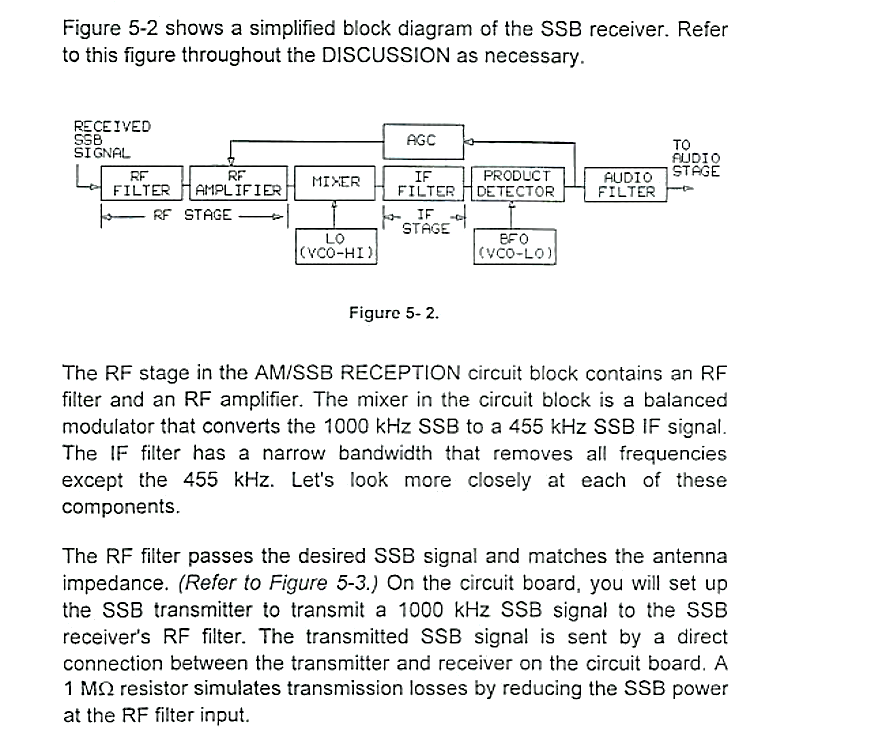 Figure 5-2 shows a simplified block diagram of the SSB receiver. Refer
to this figure throughout the DISCUSSION as necessary.
RECEIVED
SSB
SIGNAL
AGC
TO
AUDIO
STAGE
RF
FILTER
RF
AMPLIFIER
MIXER
IF
FILTER
PRODUCT
DETECTOR
AUDIO
FILTER
RF STAGE
IF
STAGE
LO
(VCO-HI)
BFO
(VCO-LO)
Figure 5- 2.
The RF stage in the AM/SSB RECEPTION circuit block contains an RF
filter and an RF amplifier. The mixer in the circuit block is a balanced
modulator that converts the 1000 kHz SSB to a 455 kHz SSB IF signal.
The IF filter has a narrow bandwidth that removes all frequencies
except the 455 kHz. Let's look more closely at each of these
components.
The RF filter passes the desired SSB signal and matches the antenna
impedance. (Refer to Figure 5-3.) On the circuit board, you will set up
the SSB transmitter to transmit a 1000 kHz SSB signal to the SSB
receiver's RF filter. The transmitted SSB signal is sent by a direct
connection between the transmitter and receiver on the circuit board. A
1 MΩ resistor simulates transmission losses by reducing the SSB power
at the RF filter input.